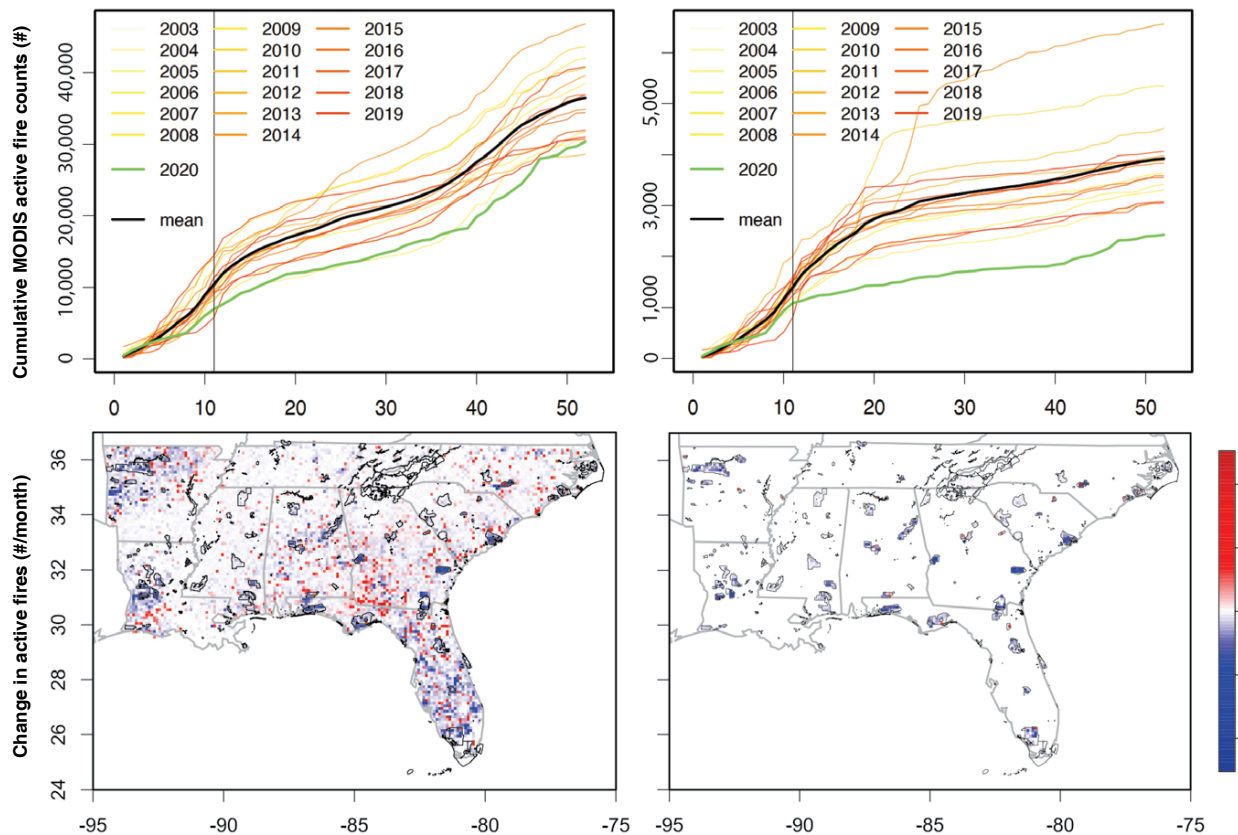 Cumulative MODIS active fire counts (#)
40,000
30,000
20,000
10,000
0
2003 2009 2015
2004 2010 2016
2005 2011 2017
2006 2012 2018
2007 2013 2019
2008 2014
2020
mean
0 10 20 30 40 50
5,000
3,000
1,000
0
2003 2009 2015
2004 2010 2016
2005 2011 2017
2006 2012 2018
2007 2013 2019
2008 2014
2020
mean
0 10 20 30 40 50
Change in active fires (#/month)
36
34
32
30
28
26
24
-95 -90 -85 -80 -75
-95 -90 -85 -80 -75